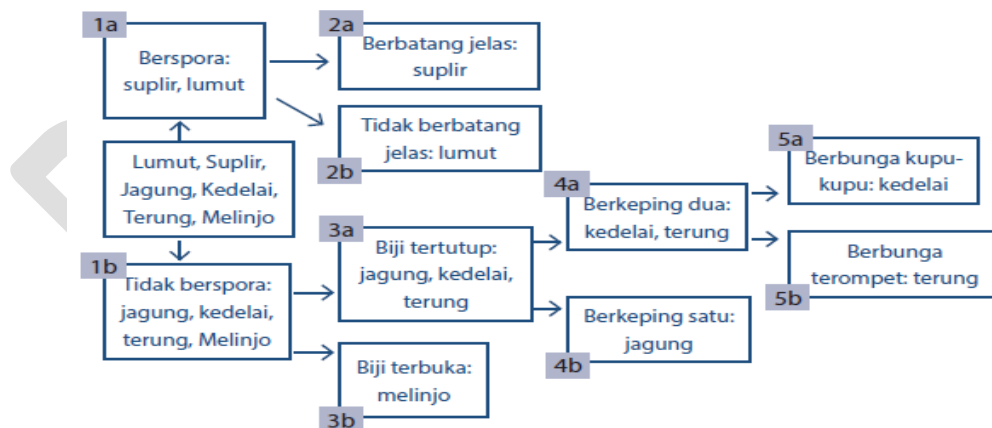 1a
Berspora:
suplir, lumut
2a
Berbatang jelas:
suplir
Tidak berbatang
jelas: lumut
2b
Lumut, Suplir,
Jagung, Kedelai,
Terung, Melinjo
1b
Tidak berspora:
jagung, kedelai,
terung, Melinjo
3a
Biji tertutup:
jagung, kedelai,
terung
Biji terbuka:
melinjo
3b
4a
Berkeping dua:
kedelai, terung
Berkeping satu:
jagung
4b
5a
Berbunga kupu-
kupu: kedelai
Berbunga
terompet: terung
5b